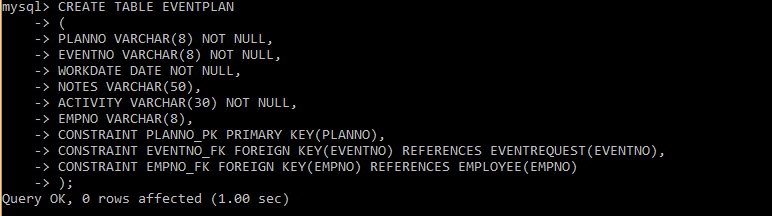 mysql> CREATE TABLE EVENTPLAN
-> (
-> PLANNO VARCHAR(8) NOT NULL,
-> EVENTNO VARCHAR(8) NOT NULL,
-> WORKDATE DATE NOT NULL,
-> NOTES VARCHAR(50),
-> ACTIVITY VARCHAR(30) NOT NULL,
-> EMPNO VARCHAR(8),
-> CONSTRAINT PLANNO_PK PRIMARY KEY(PLANNO),
-> CONSTRAINT EVENTNO_FK FOREIGN KEY(EVENTNO) REFERENCES EVENTREQUEST(EVENTNO),
-> CONSTRAINT EMPNO_FK FOREIGN KEY(EMPNO) REFERENCES EMPLOYEE(EMPNO)
-> );
Query OK, 0 rows affected (1.00 sec)